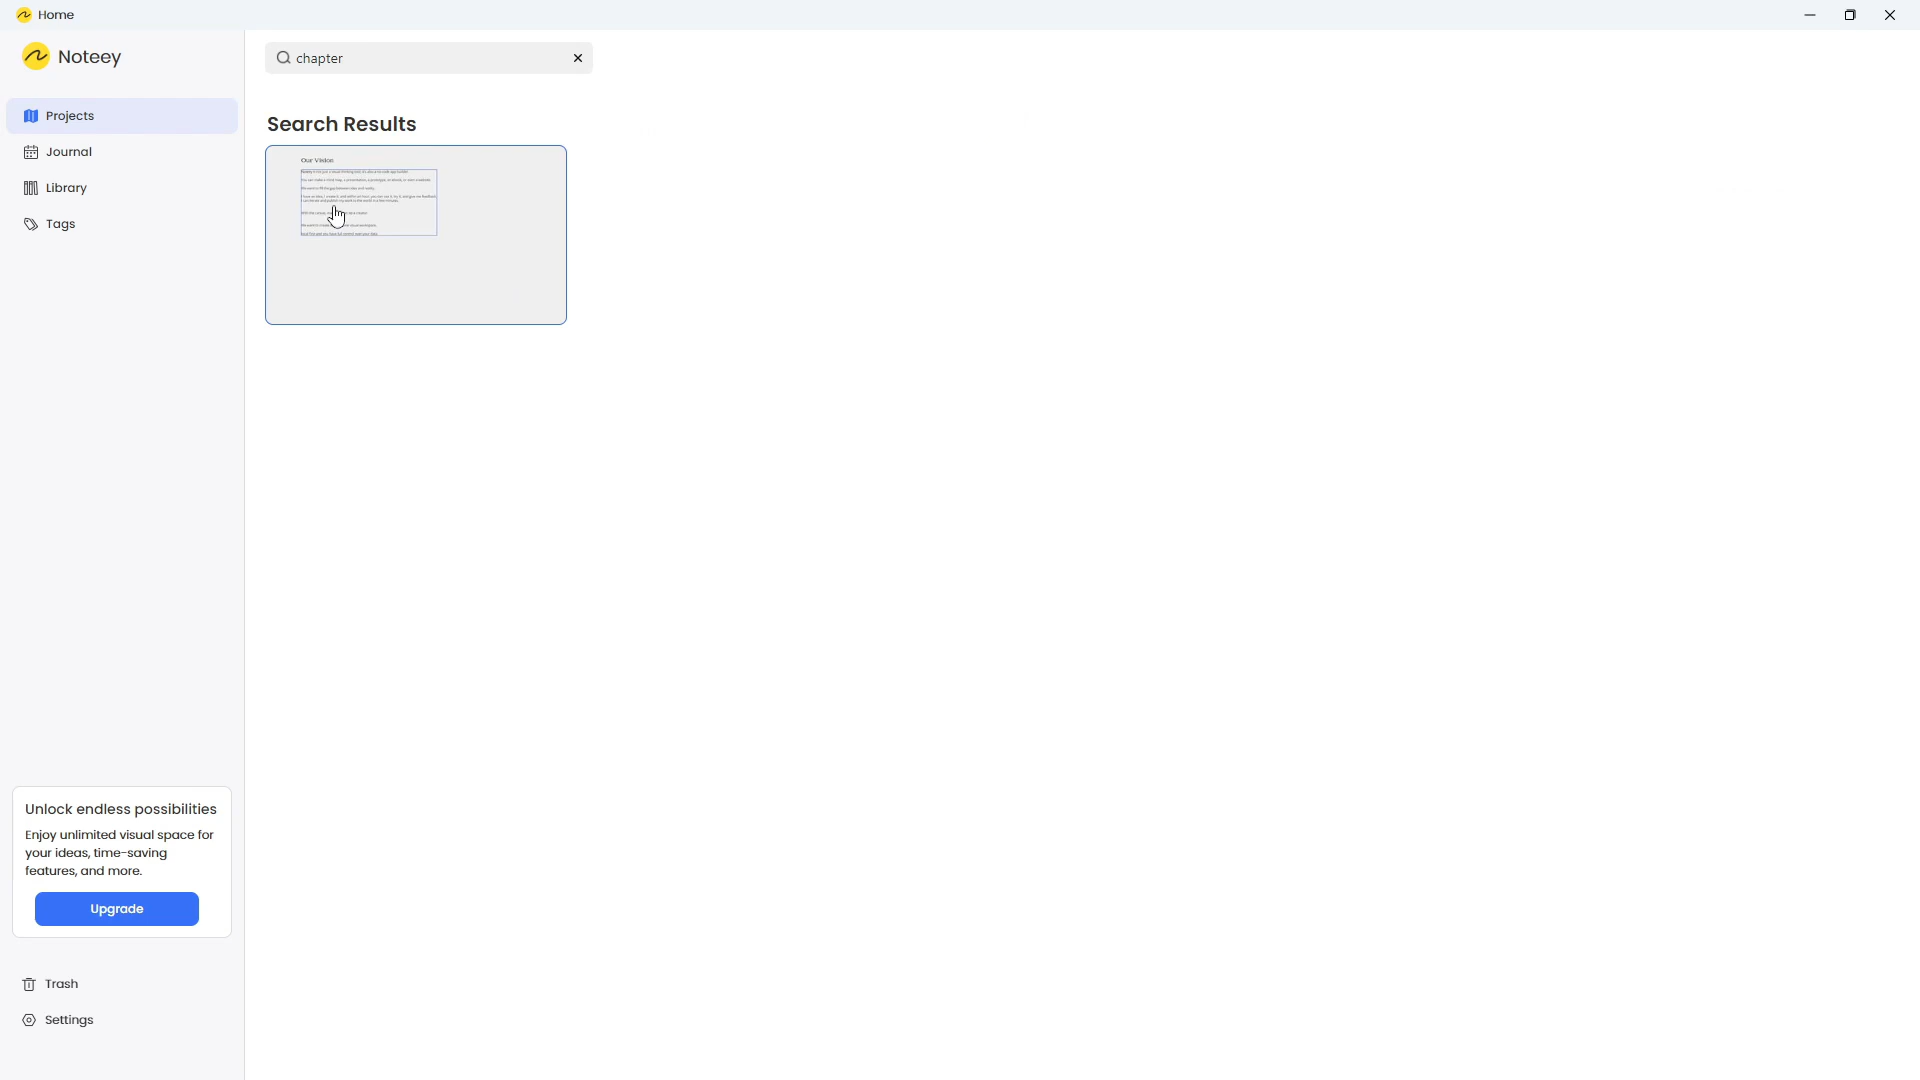 Home
Noteey
chapter
Projects
Search Results
Journal
Our Vision
Library
Tags
Unlock endless possibilities
Enjoy unlimited visual space for
your ideas, time-saving
features, and more.
Upgrade
Trash
Settings